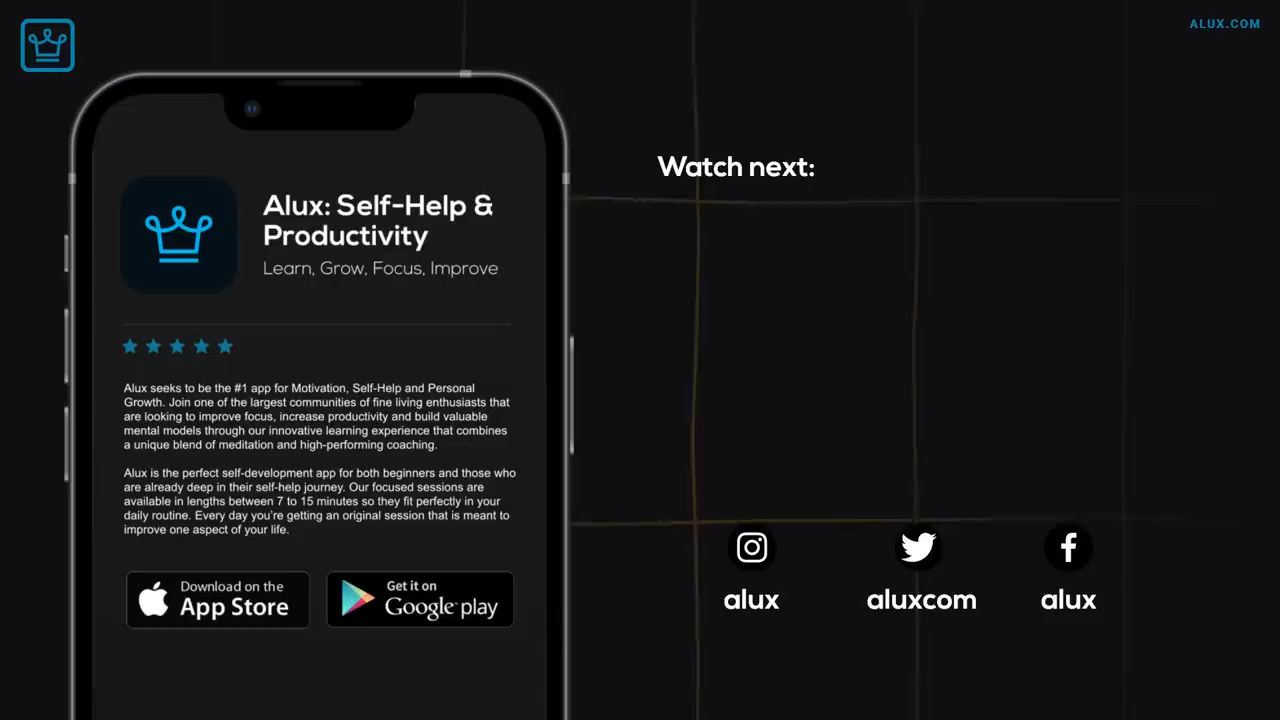 ALUX.COM
Alux: Self-Help &
Productivity
Learn, Grow, Focus, Improve
Alux seeks to be the #1 app for Motivation, Self-Help and Personal
Growth. Join one of the largest communities of fine living enthusiasts that
are looking to improve focus, increase productivity and build valuable
mental models through our innovative learning experience that combines
a unique blend of meditation and high-performing coaching.
Alux is the perfect self-development app for both beginners and those who
are already deep in their self-help journey. Our focused sessions are
available in lengths between 7 to 15 minutes so they fit perfectly in your
daily routine. Every day you're getting an original session that is meant to
improve one aspect of your life.
Download on the
App Store
Get it on
Google play
Watch next:
alux
aluxcom
alux